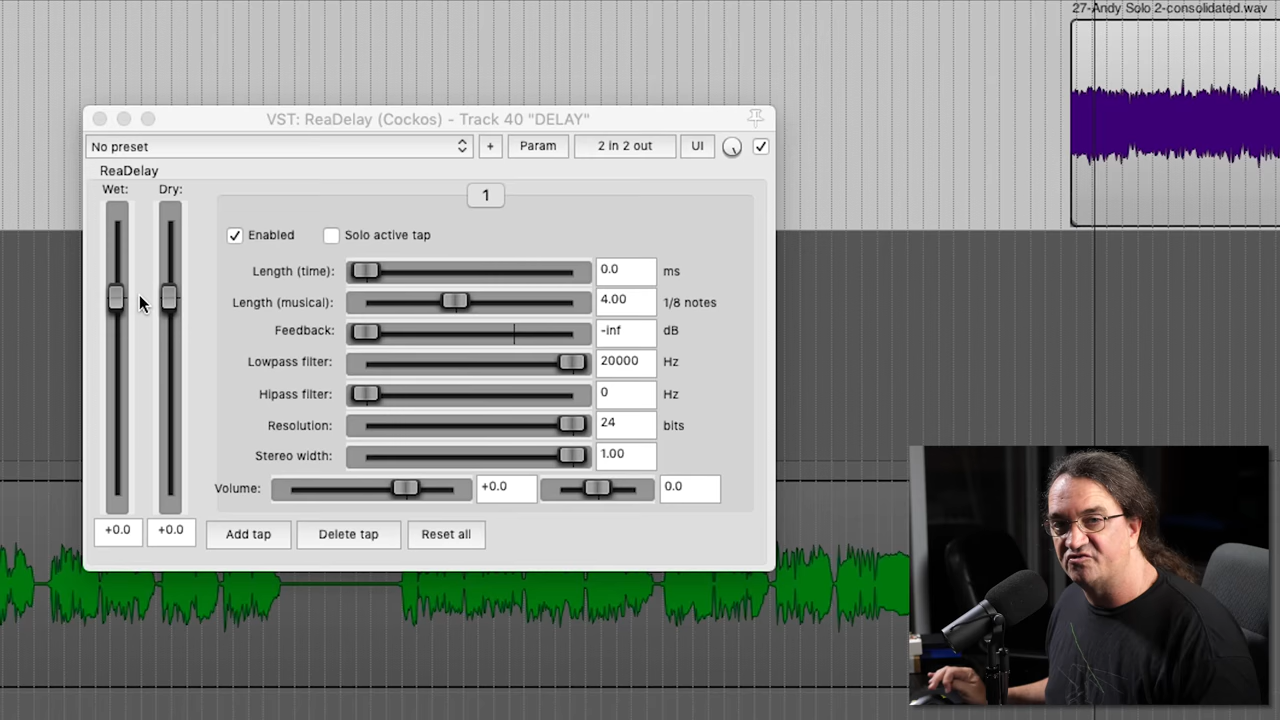 27-Andy Solo 2-consolidated.wav
VST: ReaDelay (Cockos) - Track 40 "DELAY"
No preset + Param 2 in 2 out UI
ReaDelay
Wet: Dry:
1
Enabled Solo active tap
Length (time): 0.0 ms
Length (musical): 4.00 1/8 notes
Feedback: -inf dB
Lowpass filter: 20000 Hz
Hipass filter: 0 Hz
Resolution: 24 bits
Stereo width: 1.00
Volume: +0.0 0.0
+0.0 +0.0 Add tap Delete tap Reset all